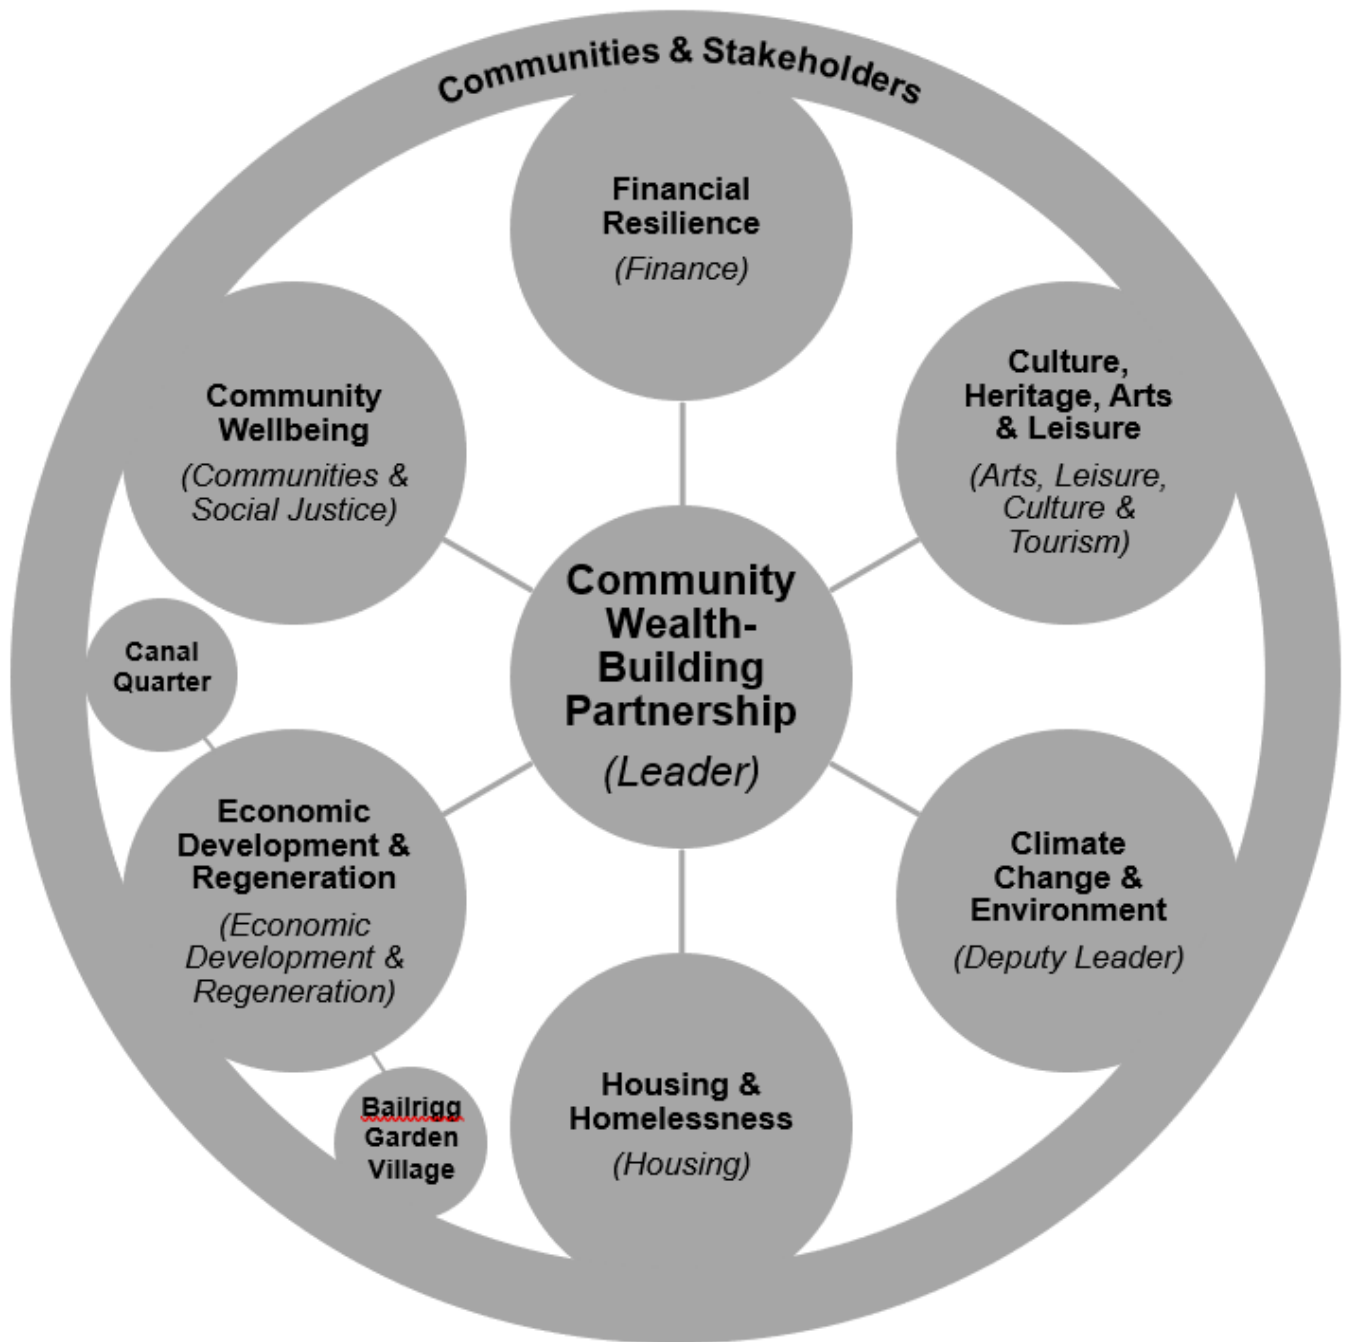 Communities & Stakeholders
Financial
Resilience
(Finance)
Culture,
Heritage, Arts
& Leisure
(Arts, Leisure,
Culture &
Tourism)
Community
Wellbeing
(Communities &
Social Justice)
Community
Wealth-
Building
Partnership
(Leader)
Canal
Quarter
Economic
Development &
Regeneration
(Economic
Development &
Regeneration)
Climate
Change &
Environment
(Deputy Leader)
Bailrigg
Garden
Village
Housing &
Homelessness
(Housing)